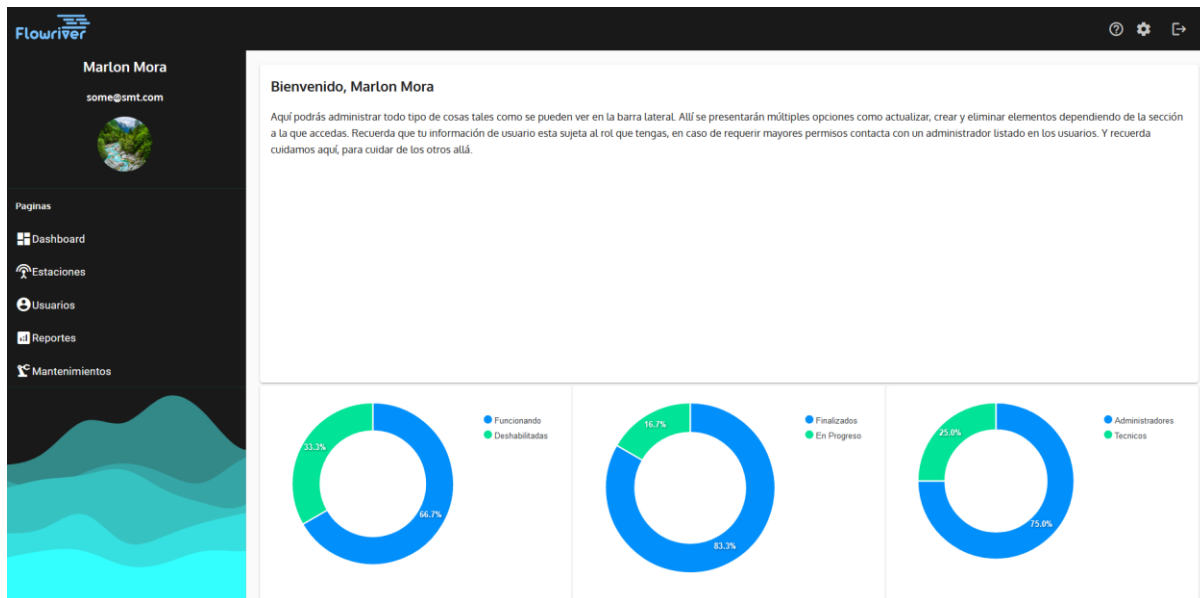 Flowriver
Marlon Mora
some@smt.com
Paginas
Dashboard
Estaciones
Usuarios
Reportes
Mantenimientos
Bienvenido, Marlon Mora
Aquí podrás administrar todo tipo de cosas tales como se pueden ver en la barra lateral. Allí se presentarán múltiples opciones como actualizar, crear y eliminar elementos dependiendo de la sección
a la que accedas. Recuerda que tu información de usuario esta sujeta al rol que tengas, en caso de requerir mayores permisos contacta con un administrador listado en los usuarios. Y recuerda
cuidamos aquí, para cuidar de los otros allá.
33.3%
66.7%
Funcionando
Deshabilitadas
16.7%
83.3%
Finalizados
En Progreso
25.0%
75.0%
Administradores
Tecnicos